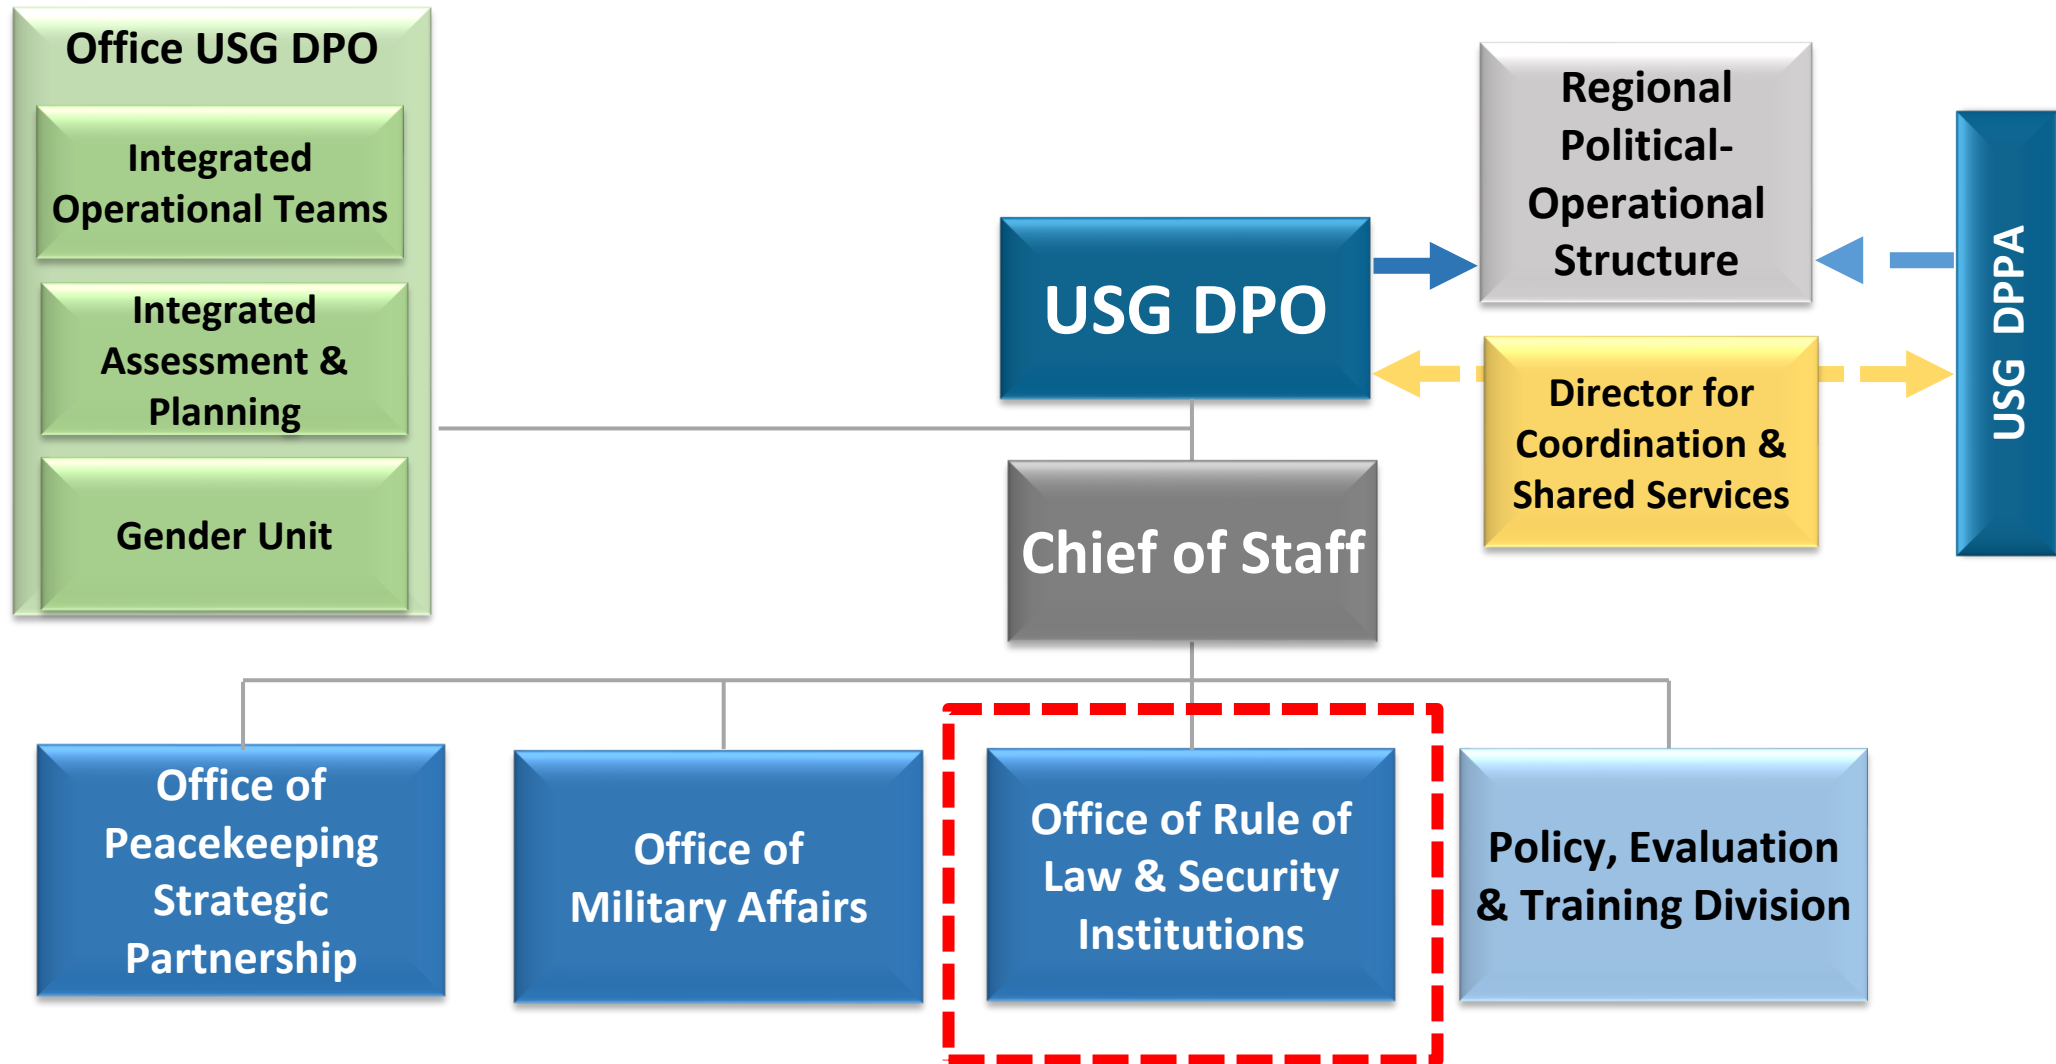 Office USG DPO
Integrated
Operational Teams
Integrated
Assessment &
Planning
Gender Unit
USG DPO
Regional
Political-
Operational
Structure
Director for
Coordination &
Shared Services
USG DPPA
Chief of Staff
Office of
Peacekeeping
Strategic
Partnership
Office of
Military Affairs
Office of Rule of
Law & Security
Institutions
Policy, Evaluation
& Training Division